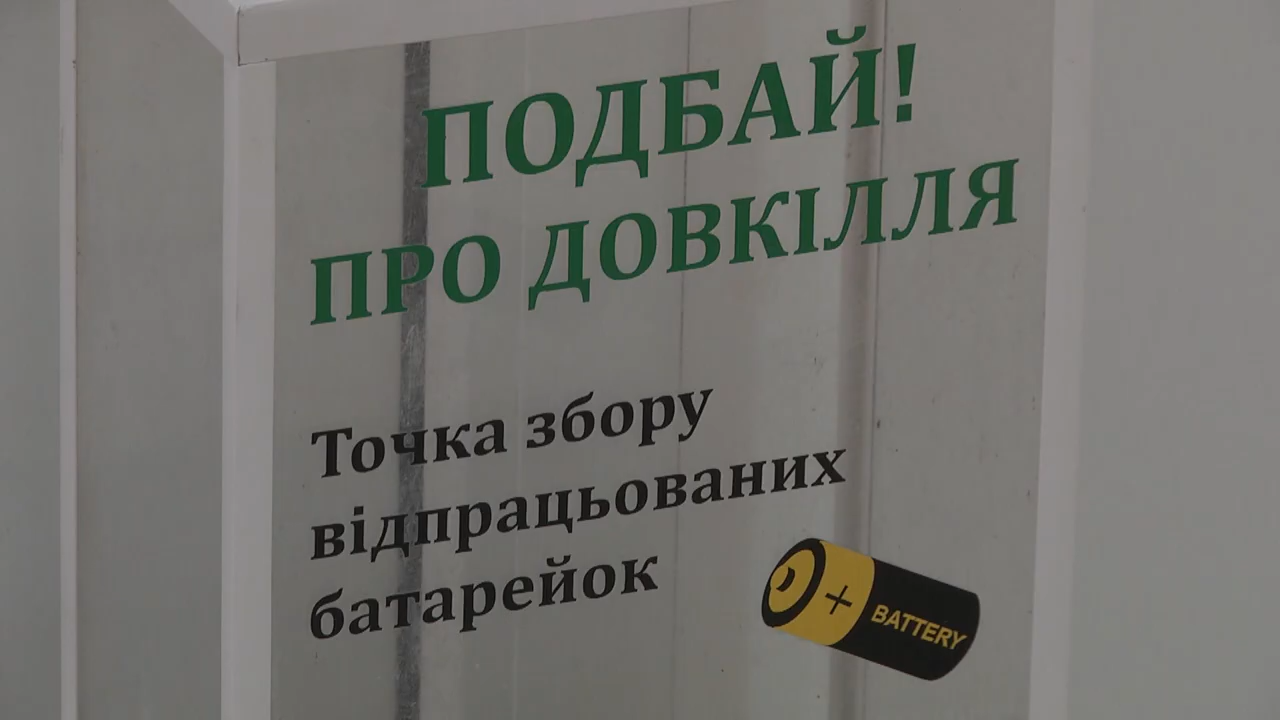 ПОДБАЙ!
ПРО ДОВКІЛЛЯ
Точка збору
відпрацьованих
батарейок
+ BATTERY